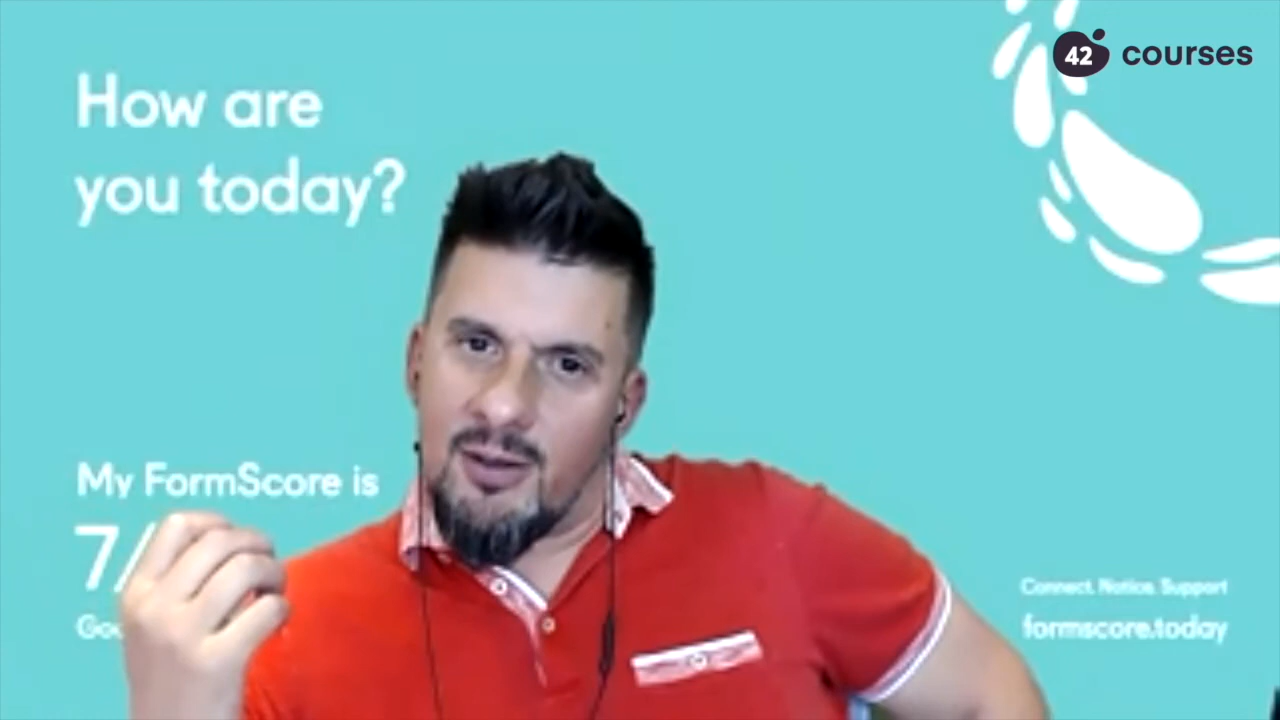 42 courses
How are
you today?
My FormScore is
7/
Connect. Notice. Support
formscore.today